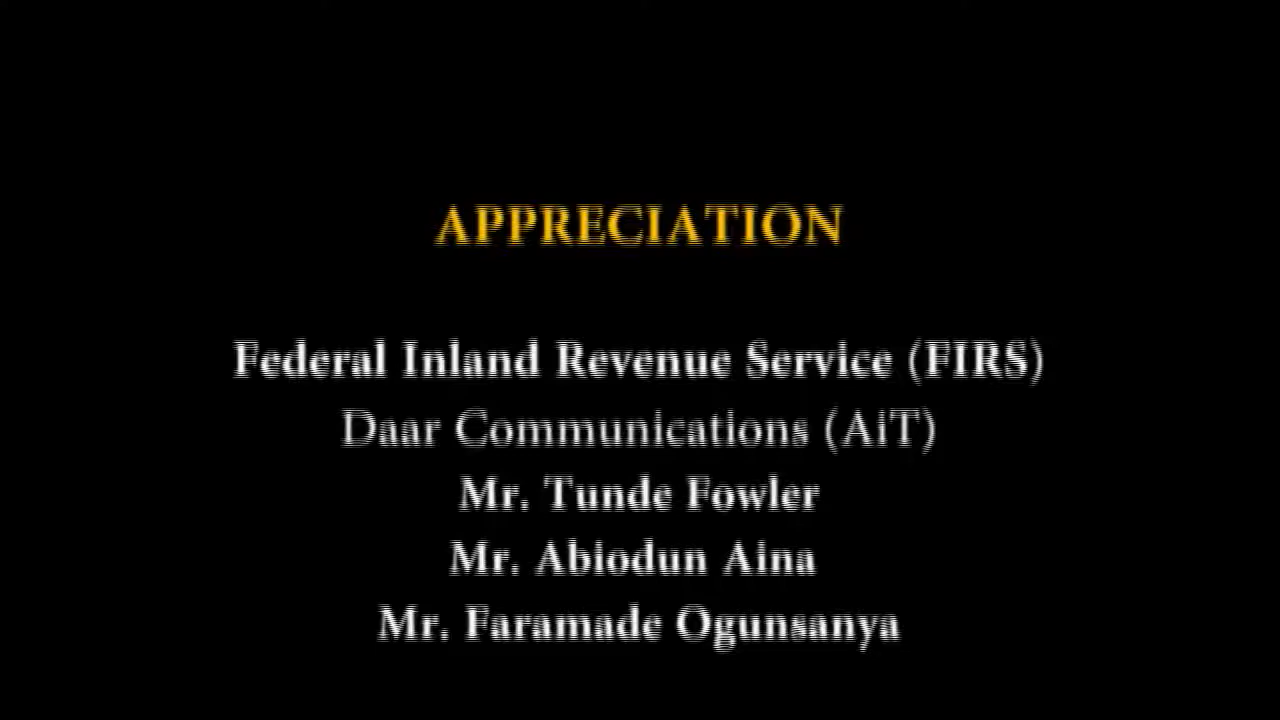 APPRECIATION
Federal Inland Revenue Service (FIRS)
Daar Communications (AiT)
Mr. Tunde Fowler
Mr. Abiodun Aina
Mr. Faramade Ogunsanya